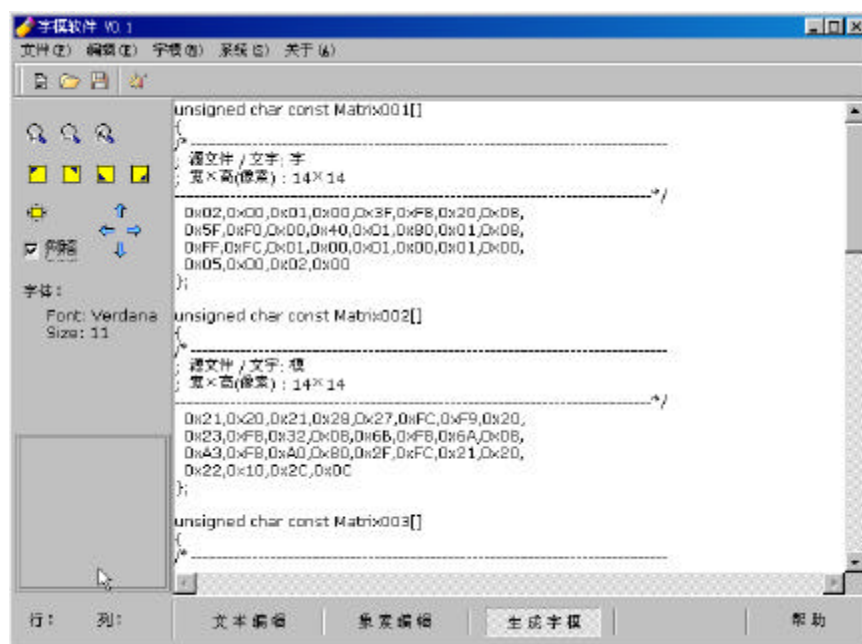 字模软件 V0.1
文件(F) 编辑(E) 字模(M) 系统(S) 关于(A)
unsigned char const Matrix001[]
{
/*--------------------------------------------------
; 源文件 / 文字: 字
; 宽×高(像素) : 14×14
--------------------------------------------------*/
0x02,0x00,0x01,0x00,0x3F,0xF8,0x20,0x08,
0x5F,0xF0,0x00,0x40,0x01,0x80,0x01,0x08,
0xFF,0xFC,0x01,0x00,0x01,0x00,0x01,0x00,
0x05,0x00,0x02,0x00
};
unsigned char const Matrix002[]
{
/*--------------------------------------------------
; 源文件 / 文字: 模
; 宽×高(像素) : 14×14
--------------------------------------------------*/
0x21,0x20,0x21,0x28,0x27,0xFC,0xF9,0x20,
0x23,0xF8,0x32,0x08,0x6B,0xF8,0x6A,0x08,
0xA3,0xF8,0xA0,0x80,0x2F,0xFC,0x21,0x20,
0x22,0x10,0x2C,0x0C
};
unsigned char const Matrix003[]
{
/*--------------------------------------------------
字体:
Font: Verdana
Size: 11
行: 列: 文本编辑 象素编辑 生成字模 帮助